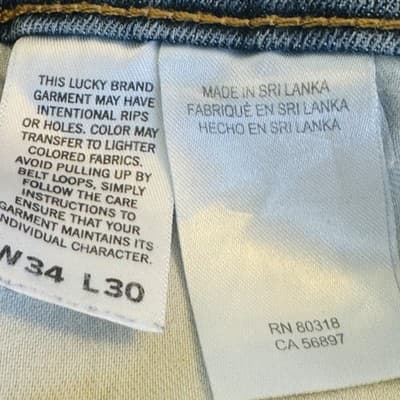 THIS LUCKY BRAND
GARMENT MAY HAVE
INTENTIONAL RIPS
OR HOLES. COLOR MAY
TRANSFER TO LIGHTER
COLORED FABRICS.
AVOID PULLING UP BY
BELT LOOPS, SIMPLY
FOLLOW THE CARE
INSTRUCTIONS TO
ENSURE THAT YOUR
GARMENT MAINTAINS ITS
INDIVIDUAL CHARACTER.
W34 L30
MADE IN SRI LANKA
FABRIQUÉ EN SRI LANKA
HECHO EN SRI LANKA
RN 80318
CA 56897